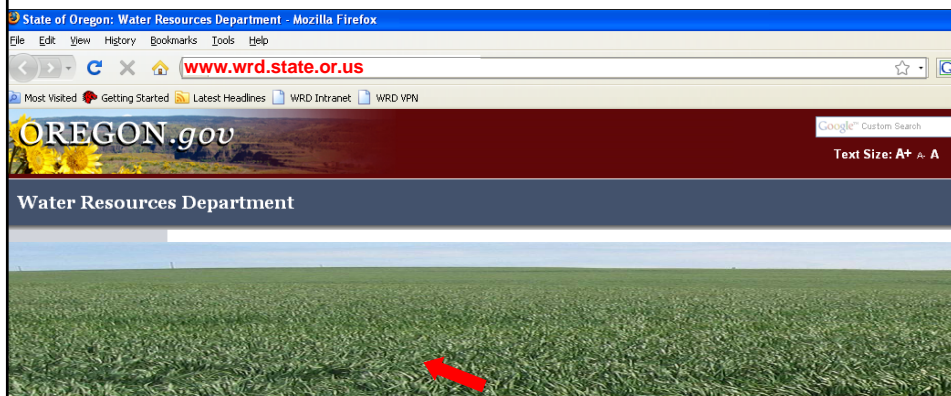 State of Oregon: Water Resources Department - Mozilla Firefox
File Edit View History Bookmarks Tools Help
www.wrd.state.or.us
Most Visited Getting Started Latest Headlines WRD Intranet WRD VPN
OREGON.gov
Google™ Custom Search
Text Size: A+ A- A
Water Resources Department